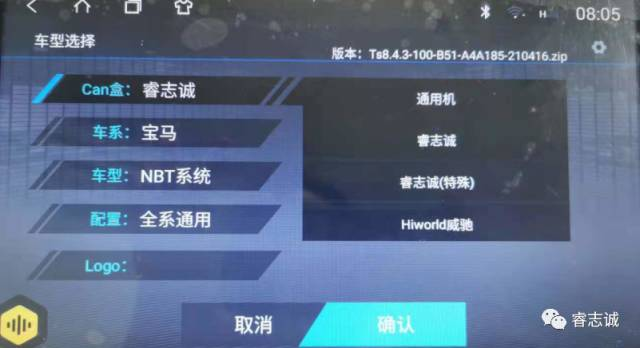 08:05
车型选择
版本：Ts8.4.3-100-B51-A4A185-210416.zip
Can盒：睿志诚
车系：宝马
车型：NBT系统
配置：全系通用
Logo：
通用机
睿志诚
睿志诚(特殊)
Hiworld威驰
取消
确认
睿志诚